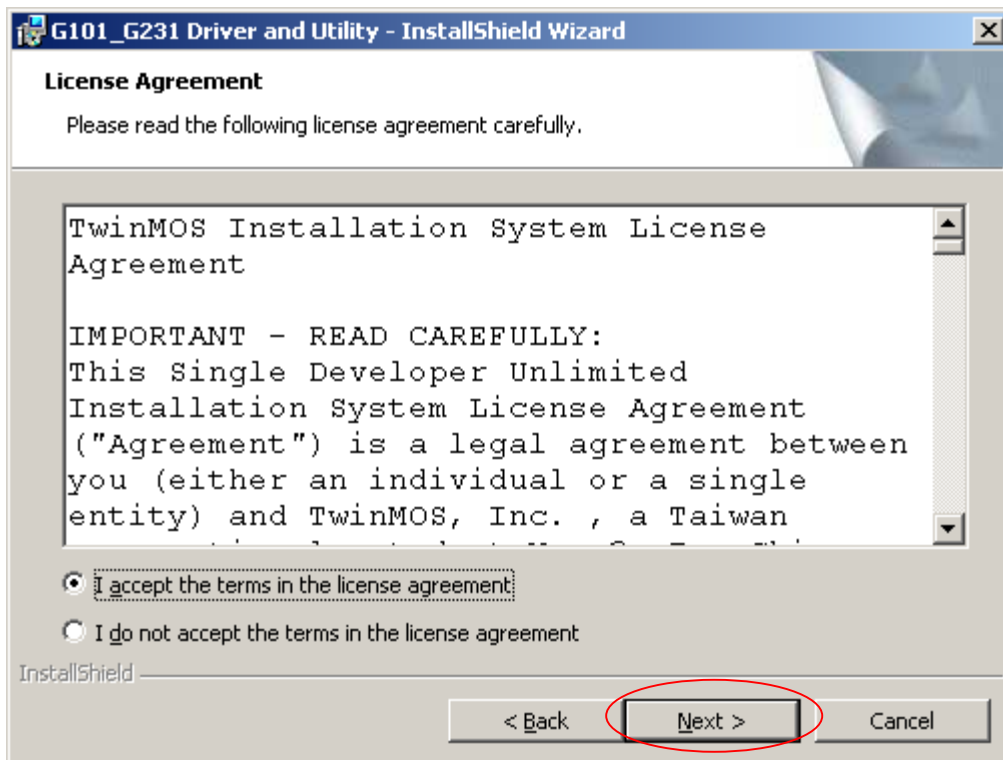 G101_G231 Driver and Utility - InstallShield Wizard
License Agreement
Please read the following license agreement carefully.
TwinMOS Installation System License
Agreement
IMPORTANT - READ CAREFULLY:
This Single Developer Unlimited
Installation System License Agreement
("Agreement") is a legal agreement between
you (either an individual or a single
entity) and TwinMOS, Inc. , a Taiwan
I accept the terms in the license agreement
I do not accept the terms in the license agreement
InstallShield
< Back Next > Cancel